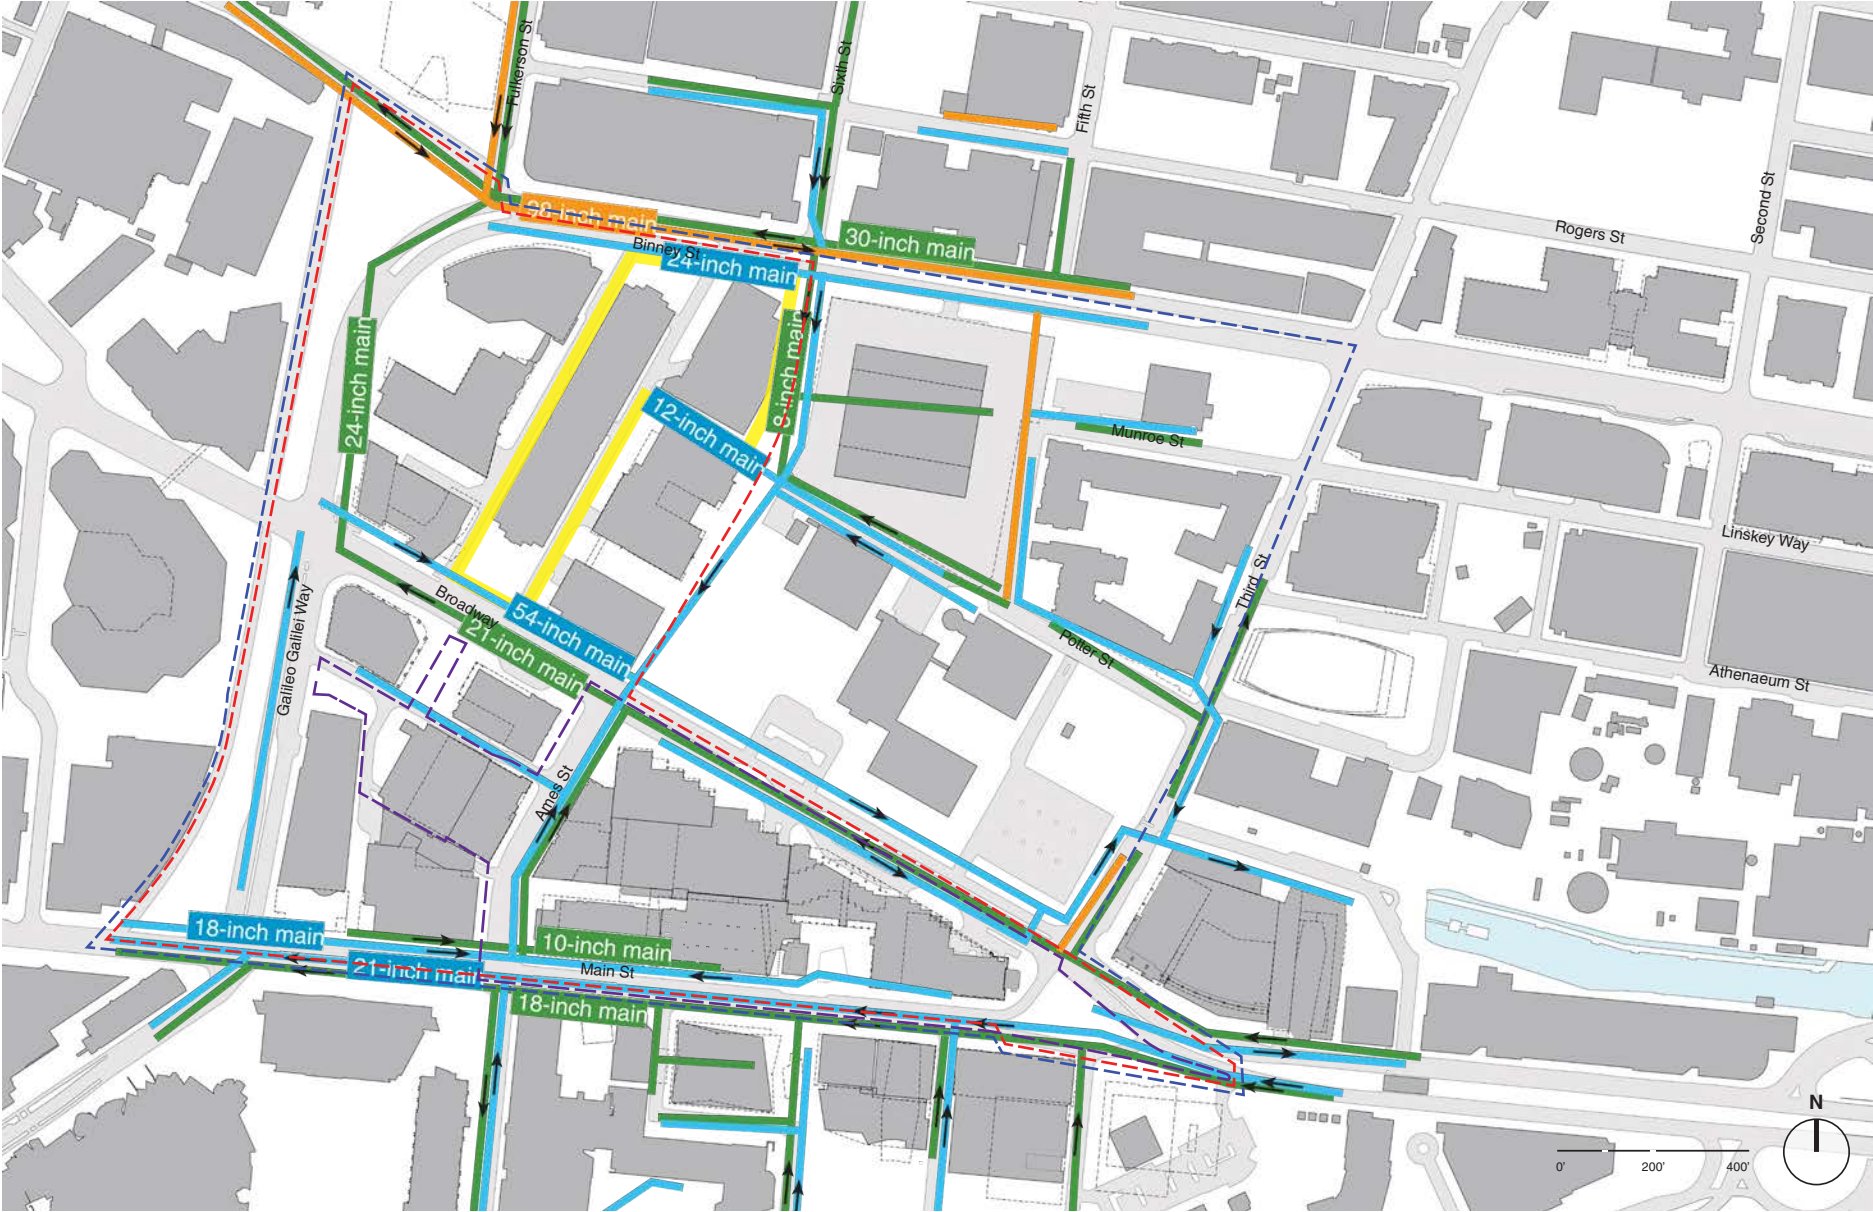 Fulkerson St
Sixth St
Fifth St
Second St
Rogers St
98-inch main
30-inch main
Binney St
24-inch main
8-inch main
24-inch main
12-inch main
Munroe St
Linskey Way
Third St
Galileo Galilei Way
Broadway
54-inch main
21-inch main
Potter St
Athenaeum St
Ames St
18-inch main
10-inch main
21-inch main
Main St
18-inch main
N
0'
200'
400'